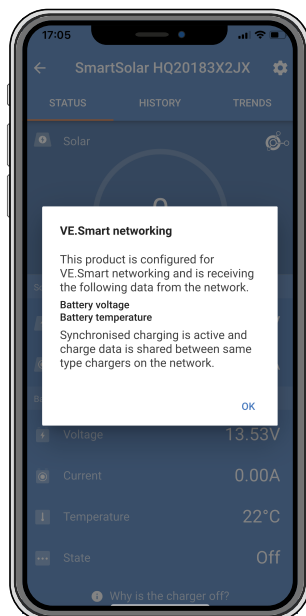 17:05
SmartSolar HQ20183X2JX
STATUS HISTORY TRENDS
Solar
VE.Smart networking
This product is configured for
VE.Smart networking and is receiving
the following data from the network.
Battery voltage
Battery temperature
Synchronised charging is active and
charge data is shared between same
type chargers on the network.
OK
Voltage 13.53V
Current 0.00A
Temperature 22°C
State Off
Why is the charger off?